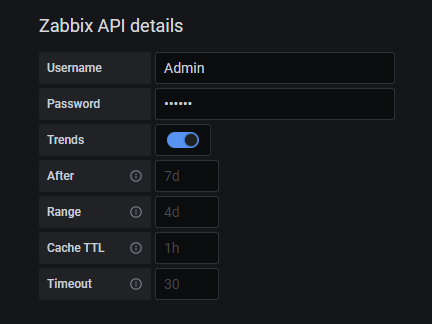 Zabbix API details
Username Admin
Password ••••••
Trends
After 7d
Range 4d
Cache TTL 1h
Timeout 30